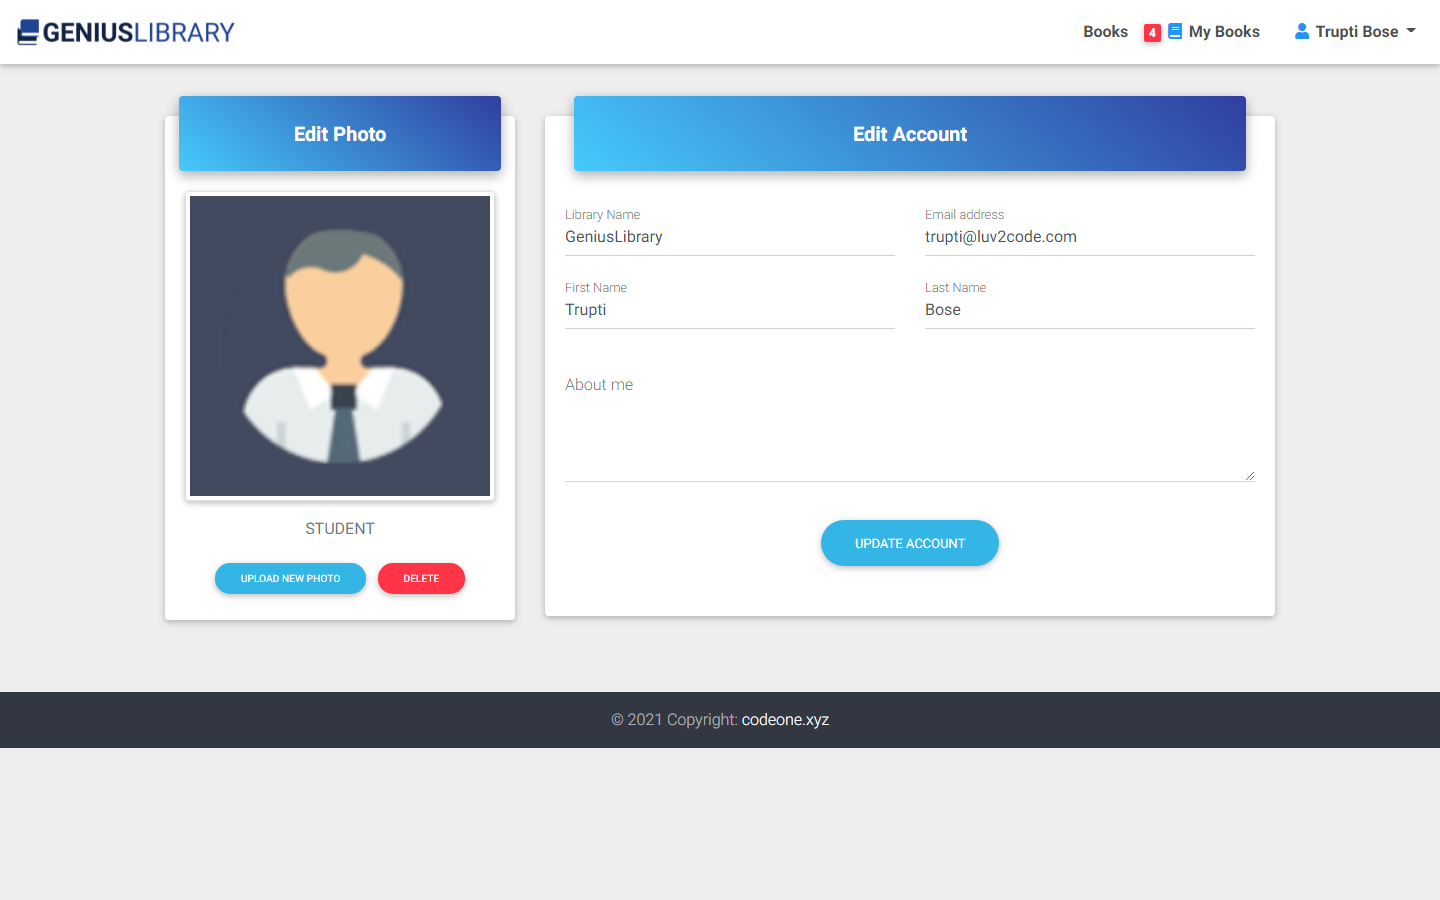 GENIUSLIBRARY
Books
4
My Books
Trupti Bose
Edit Photo
STUDENT
UPLOAD NEW PHOTO
DELETE
Edit Account
Library Name
GeniusLibrary
Email address
trupti@luv2code.com
First Name
Trupti
Last Name
Bose
About me
UPDATE ACCOUNT
© 2021 Copyright: codeone.xyz